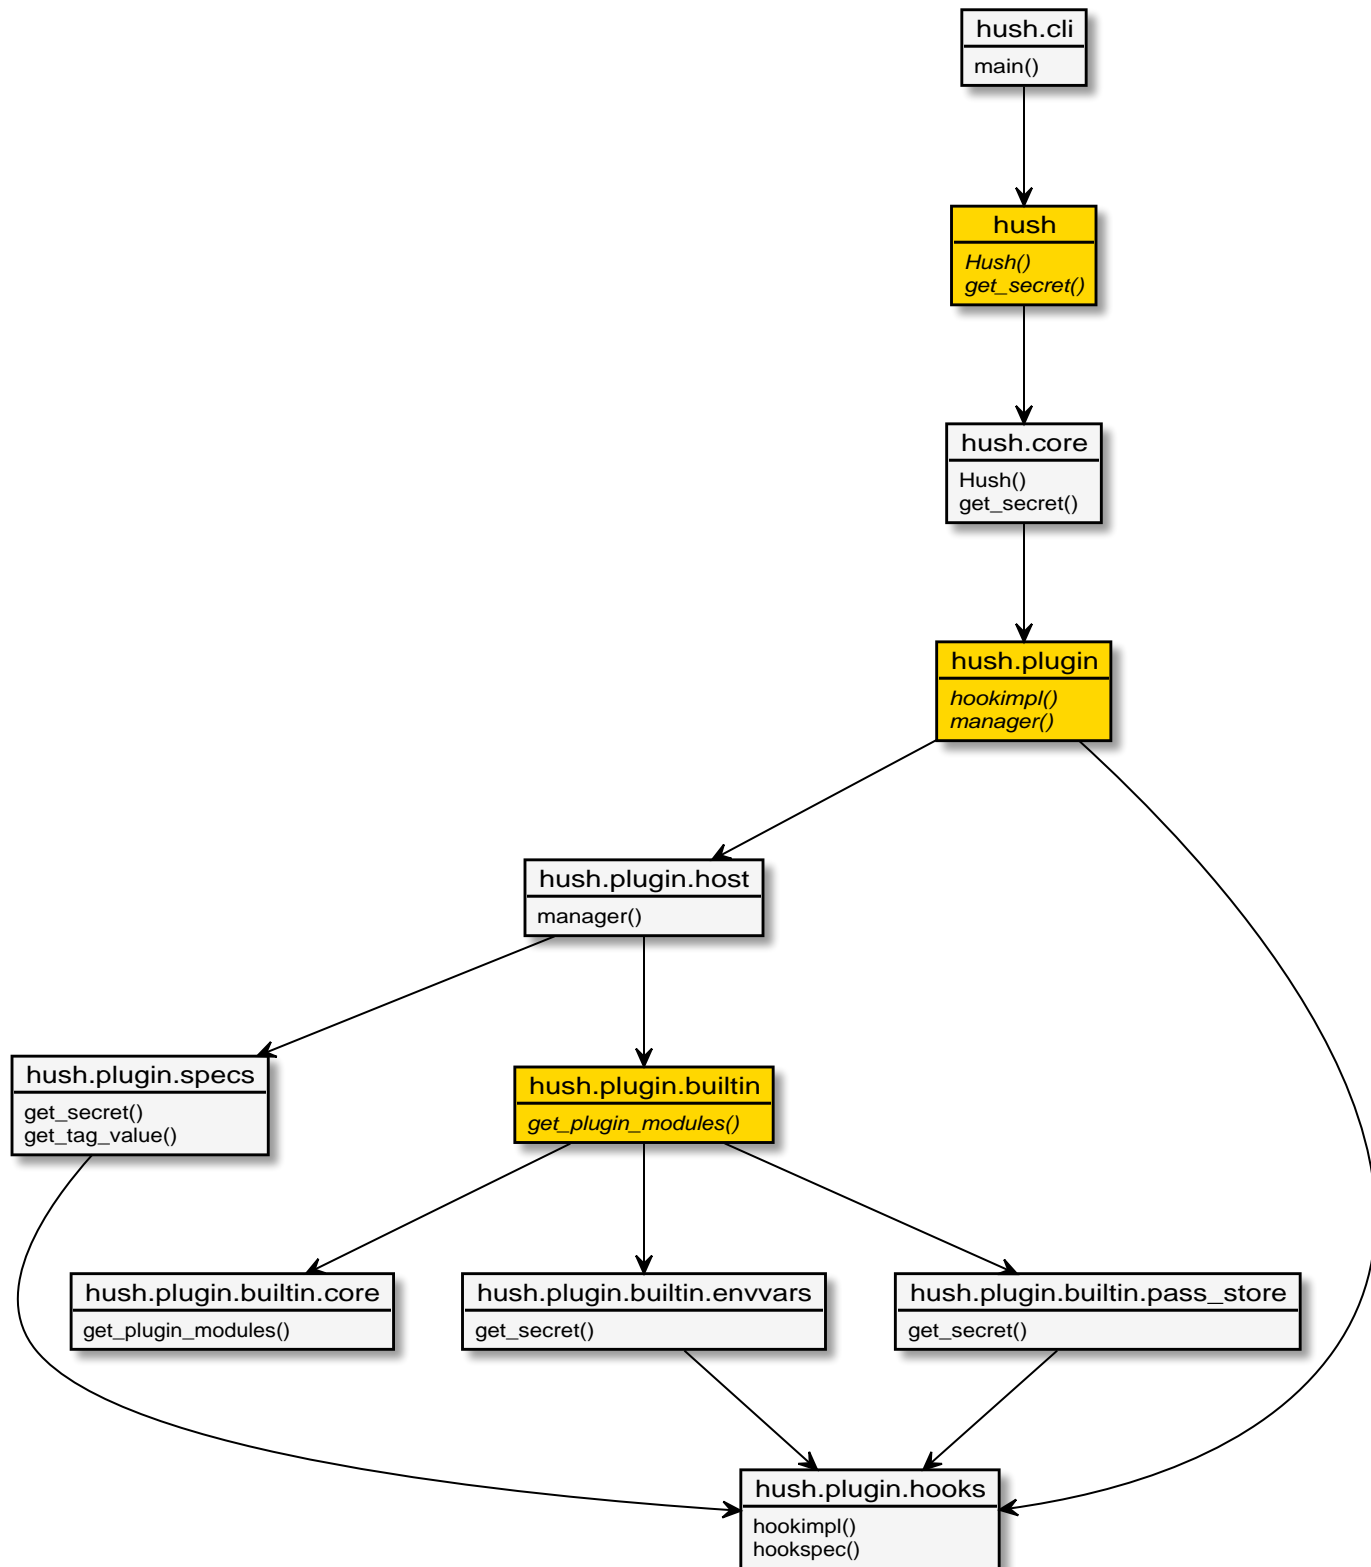 hush.cli
main()
hush
Hush()
get_secret()
hush.core
Hush()
get_secret()
hush.plugin
hookimpl()
manager()
hush.plugin.host
manager()
hush.plugin.specs
get_secret()
get_tag_value()
hush.plugin.builtin
get_plugin_modules()
hush.plugin.builtin.core
get_plugin_modules()
hush.plugin.builtin.envvars
get_secret()
hush.plugin.builtin.pass_store
get_secret()
hush.plugin.hooks
hookimpl()
hookspec()